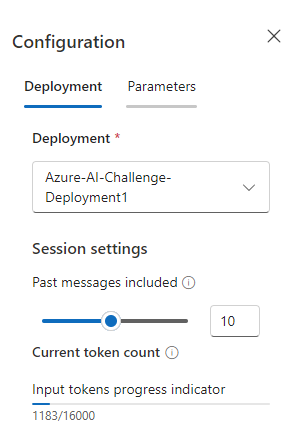 Configuration
Deployment Parameters
Deployment *
Azure-AI-Challenge-
Deployment1
Session settings
Past messages included
10
Current token count
Input tokens progress indicator
1183/16000